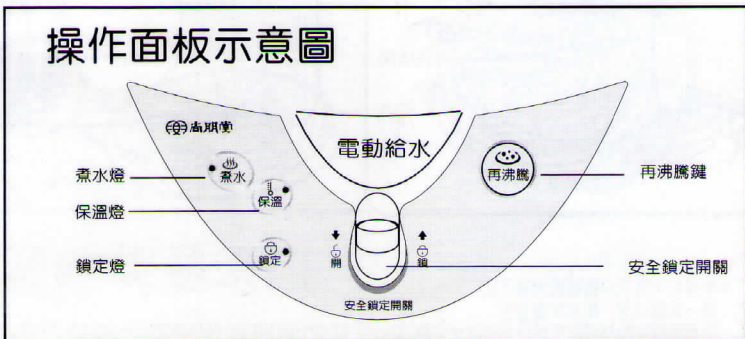 操作面板示意圖
尚朋堂
電動給水
煮水
再沸騰
煮水燈
再沸騰鍵
保溫
保溫燈
鎖定
鎖定燈
開
鎖
安全鎖定開關
安全鎖定開關